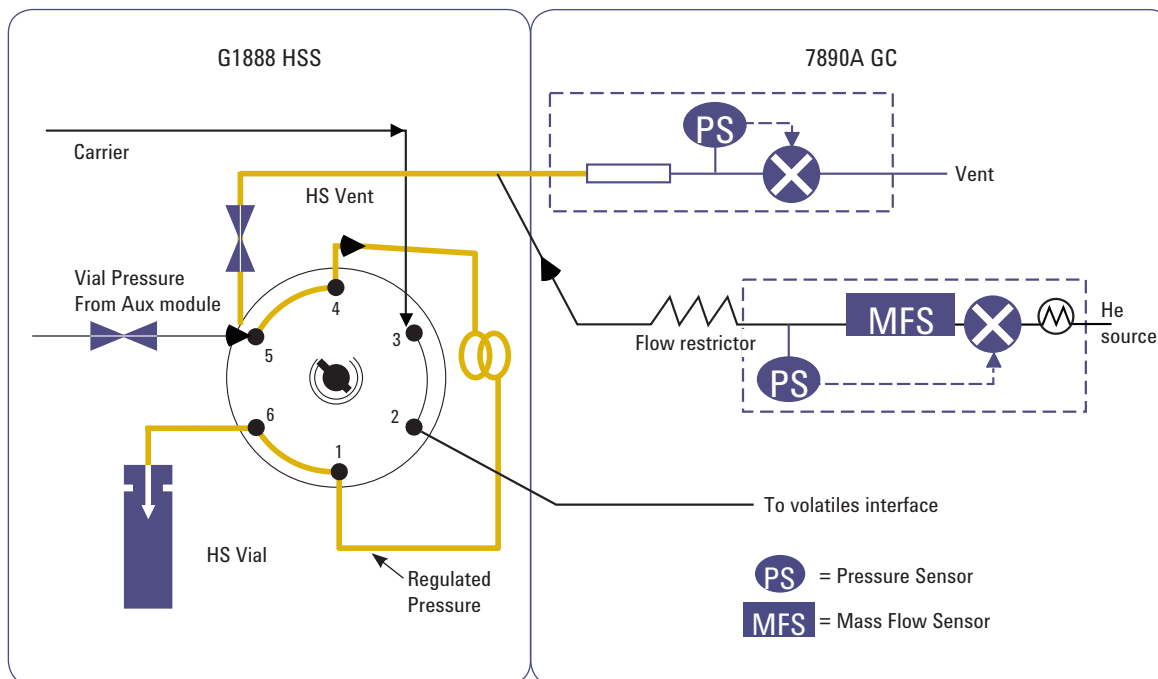 G1888 HSS
7890A GC
Carrier
PS
Vent
HS Vent
Vial Pressure
From Aux module
4
5
3
2
6
1
MFS
He
source
Flow restrictor
PS
To volatiles interface
HS Vial
Regulated
Pressure
PS = Pressure Sensor
MFS = Mass Flow Sensor